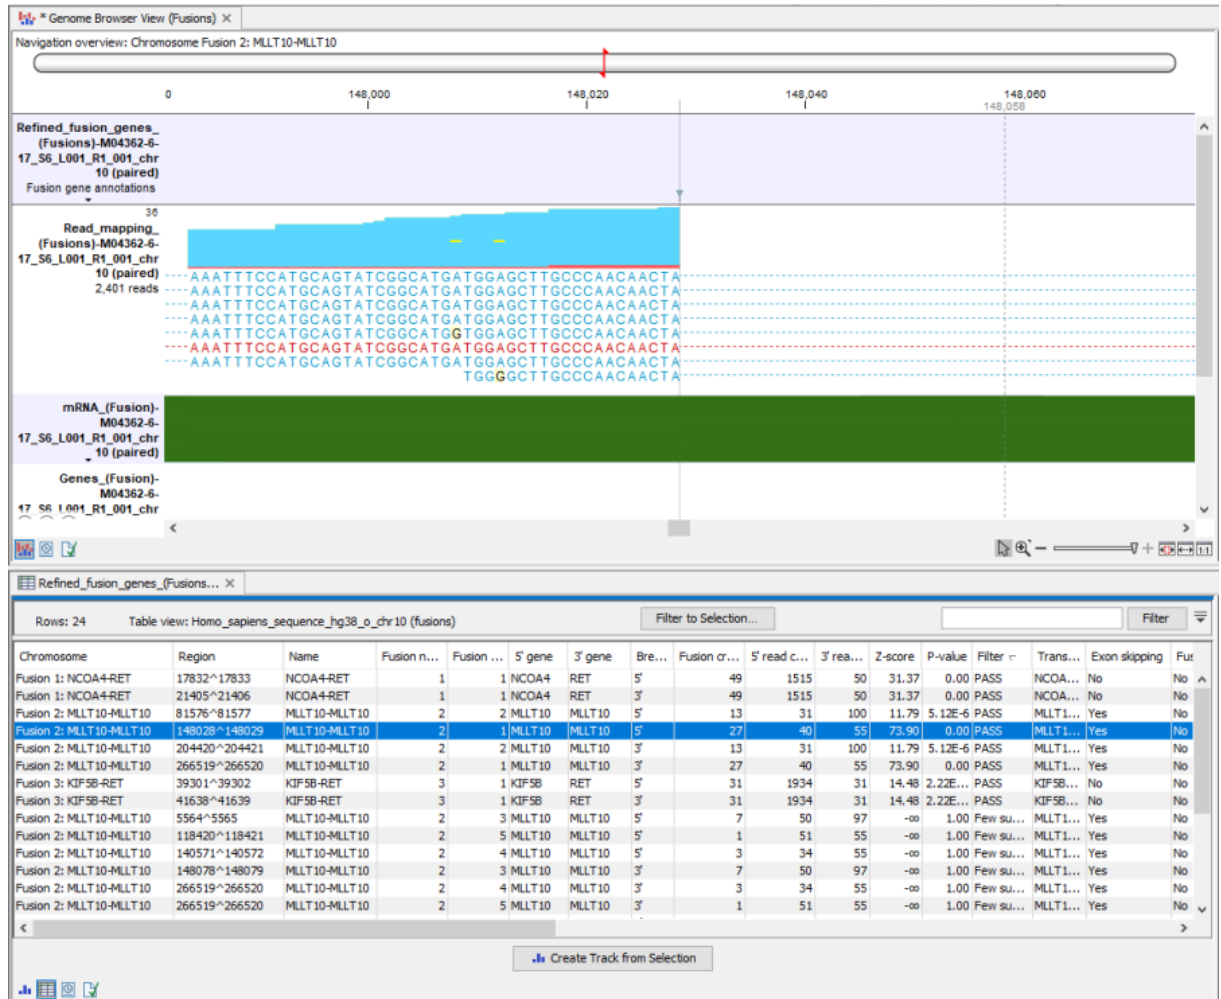 * Genome Browser View (Fusions)
Navigation overview: Chromosome Fusion 2: MLLT10-MLLT10
0 148,000 148,020 148,040 148,060
148,058
Refined_fusion_genes_
(Fusions)-M04362-6-
17_S6_L001_R1_001_chr
10 (paired)
Fusion gene annotations
36
Read_mapping_
(Fusions)-M04362-6-
17_S6_L001_R1_001_chr
10 (paired)
2,401 reads
AAATTTCCATGCAGTATCGGCATGATGGAGCTTGCCCAACAACTA
AAATTTCCATGCAGTATCGGCATGATGGAGCTTGCCCAACAACTA
AAATTTCCATGCAGTATCGGCATGATGGAGCTTGCCCAACAACTA
AAATTTCCATGCAGTATCGGCATGATGGAGCTTGCCCAACAACTA
AAATTTCCATGCAGTATCGGCATGGTGGAGCTTGCCCAACAACTA
AAATTTCCATGCAGTATCGGCATGATGGAGCTTGCCCAACAACTA
AAATTTCCATGCAGTATCGGCATGATGGAGCTTGCCCAACAACTA
TGGGGCTTGCCCAACAACTA
mRNA_(Fusion)-
M04362-6-
17_S6_L001_R1_001_chr
10 (paired)
Genes_(Fusion)-
M04362-6-
17_S6_L001_R1_001_chr
1:1
Refined_fusion_genes_(Fusions...
Rows: 24 Table view: Homo_sapiens_sequence_hg38_o_chr10 (fusions) Filter to Selection... Filter
Chromosome Region Name Fusion n... Fusion ... 5' gene 3' gene Bre... Fusion cr... 5' read c... 3' rea... Z-score P-value Filter Trans... Exon skipping Fus
Fusion 1: NCOA4-RET 17832^17833 NCOA4-RET 1 1 NCOA4 RET 5' 49 1515 50 31.37 0.00 PASS NCOA... No No
Fusion 1: NCOA4-RET 21405^21406 NCOA4-RET 1 1 NCOA4 RET 3' 49 1515 50 31.37 0.00 PASS NCOA... No No
Fusion 2: MLLT10-MLLT10 81576^81577 MLLT10-MLLT10 2 2 MLLT10 MLLT10 5' 13 31 100 11.79 5.12E-6 PASS MLLT1... Yes No
Fusion 2: MLLT10-MLLT10 148028^148029 MLLT10-MLLT10 2 1 MLLT10 MLLT10 5' 27 40 55 73.90 0.00 PASS MLLT1... Yes No
Fusion 2: MLLT10-MLLT10 204420^204421 MLLT10-MLLT10 2 2 MLLT10 MLLT10 3' 13 31 100 11.79 5.12E-6 PASS MLLT1... Yes No
Fusion 2: MLLT10-MLLT10 266519^266520 MLLT10-MLLT10 2 1 MLLT10 MLLT10 3' 27 40 55 73.90 0.00 PASS MLLT1... Yes No
Fusion 3: KIF5B-RET 39301^39302 KIF5B-RET 3 1 KIF5B RET 5' 31 1934 31 14.48 2.22E... PASS KIF5B... No No
Fusion 3: KIF5B-RET 41638^41639 KIF5B-RET 3 1 KIF5B RET 3' 31 1934 31 14.48 2.22E... PASS KIF5B... No No
Fusion 2: MLLT10-MLLT10 5564^5565 MLLT10-MLLT10 2 3 MLLT10 MLLT10 5' 7 50 97 -∞ 1.00 Few su... MLLT1... Yes No
Fusion 2: MLLT10-MLLT10 118420^118421 MLLT10-MLLT10 2 5 MLLT10 MLLT10 5' 1 51 55 -∞ 1.00 Few su... MLLT1... Yes No
Fusion 2: MLLT10-MLLT10 140571^140572 MLLT10-MLLT10 2 4 MLLT10 MLLT10 5' 3 34 55 -∞ 1.00 Few su... MLLT1... Yes No
Fusion 2: MLLT10-MLLT10 148078^148079 MLLT10-MLLT10 2 3 MLLT10 MLLT10 3' 7 50 97 -∞ 1.00 Few su... MLLT1... Yes No
Fusion 2: MLLT10-MLLT10 266519^266520 MLLT10-MLLT10 2 4 MLLT10 MLLT10 3' 3 34 55 -∞ 1.00 Few su... MLLT1... Yes No
Fusion 2: MLLT10-MLLT10 266519^266520 MLLT10-MLLT10 2 5 MLLT10 MLLT10 3' 1 51 55 -∞ 1.00 Few su... MLLT1... Yes No
Create Track from Selection